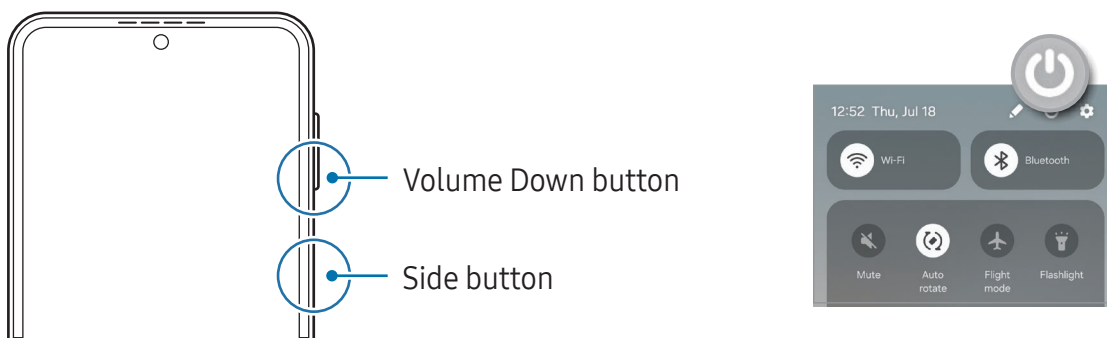 Volume Down button
Side button
12:52 Thu, Jul 18
Wi-Fi
Bluetooth
Mute
Auto
rotate
Flight
mode
Flashlight